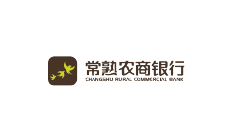 常熟农商银行
CHANGSHU RURAL COMMERCIAL BANK